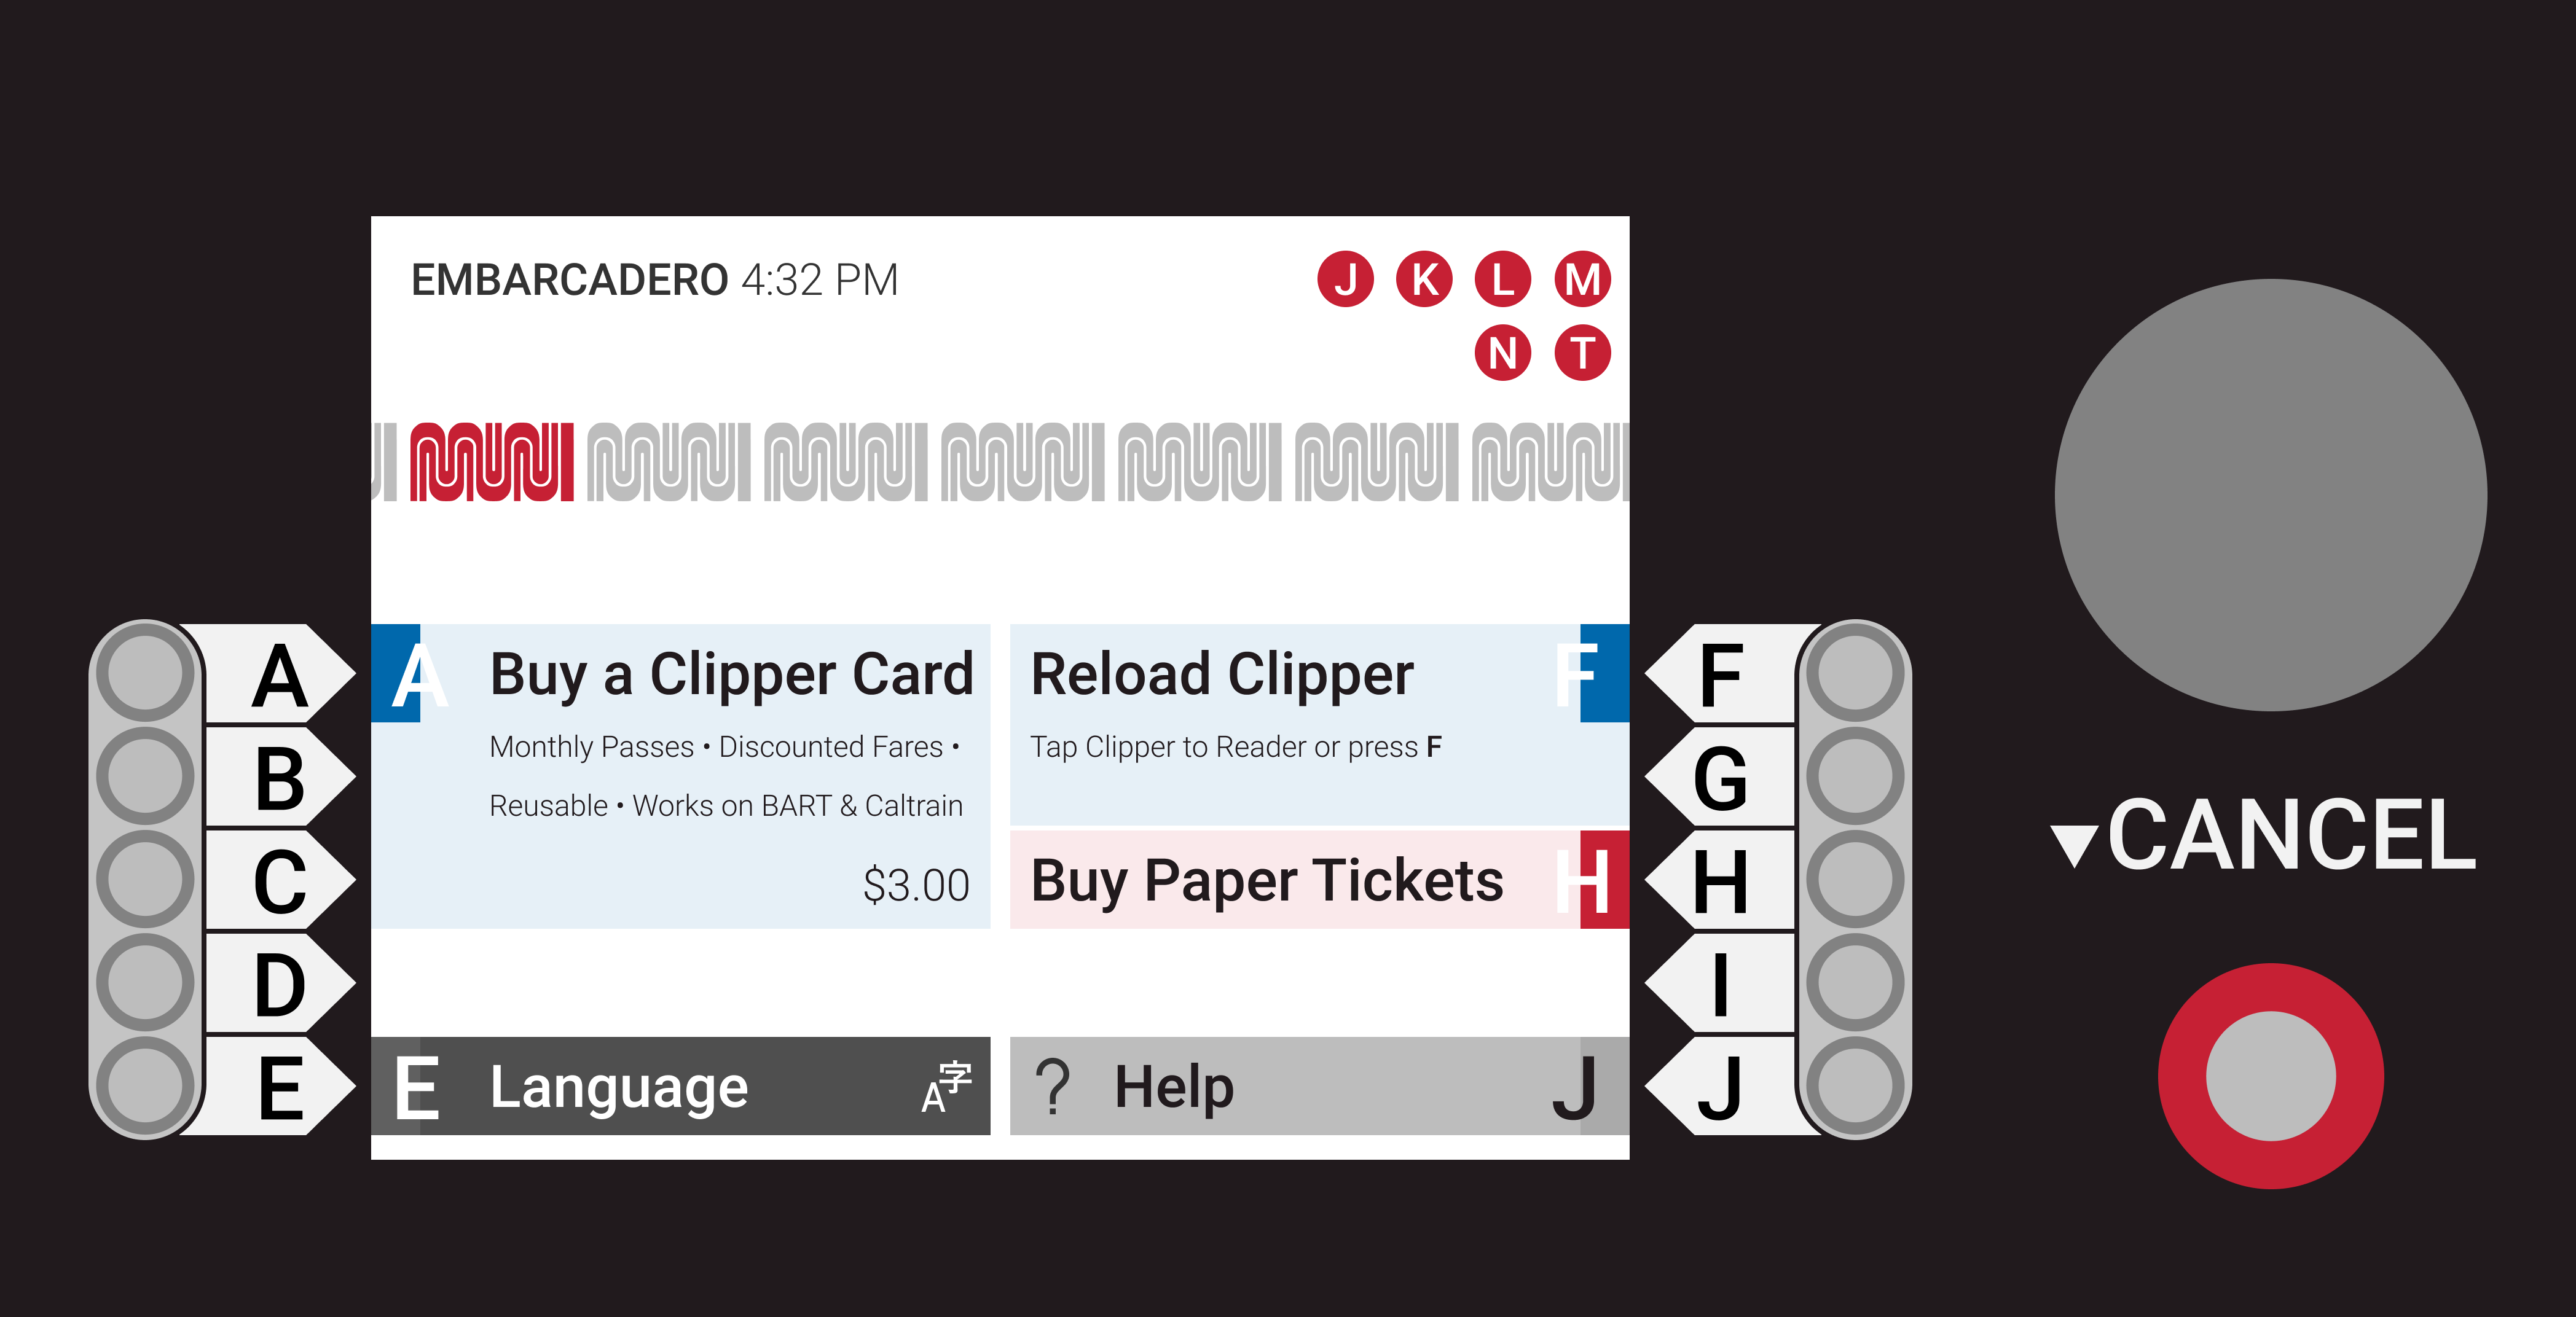 EMBARCADERO 4:32 PM
J K L M
N T
muni muni muni muni muni muni muni
A
B
C
D
E
A Buy a Clipper Card
Monthly Passes • Discounted Fares •
Reusable • Works on BART & Caltrain
$3.00
Reload Clipper F
Tap Clipper to Reader or press F
Buy Paper Tickets H
E Language A字
? Help J
F
G
H
I
J
▼CANCEL